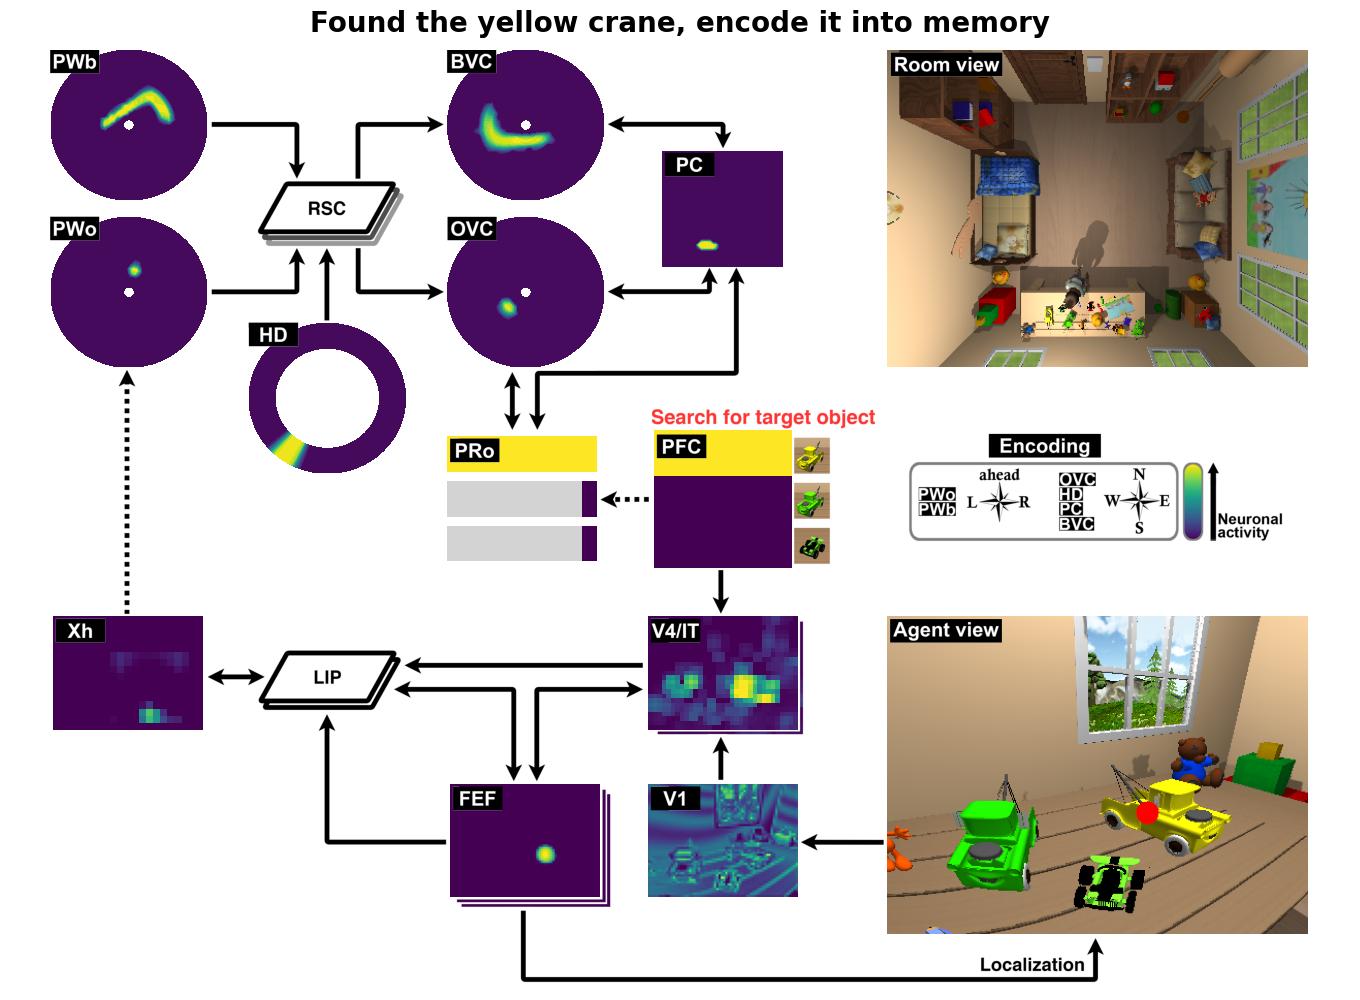 Found the yellow crane, encode it into memory
PWb
BVC
Room view
PC
RSC
PWo
OVC
HD
Search for target object
PRo
PFC
Encoding
ahead
PWo
PWb
L
R
OVC
HD
PC
BVC
N
W
E
S
Neuronal
activity
Xh
LIP
V4/IT
Agent view
FEF
V1
Localization